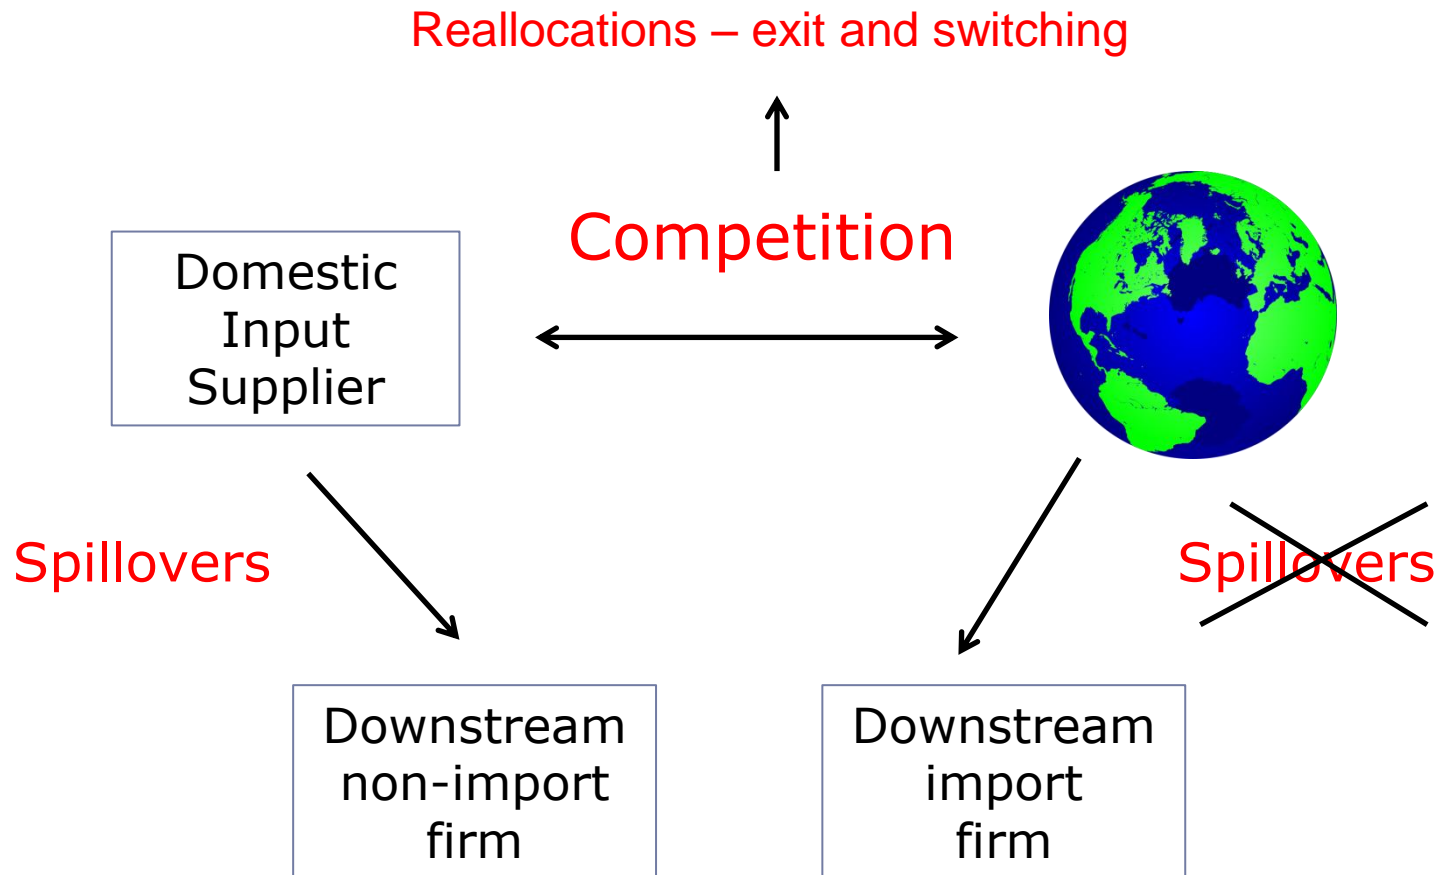 Reallocations – exit and switching
Competition
Domestic
Input
Supplier
Spillovers
Spillovers
Downstream
non-import
firm
Downstream
import
firm